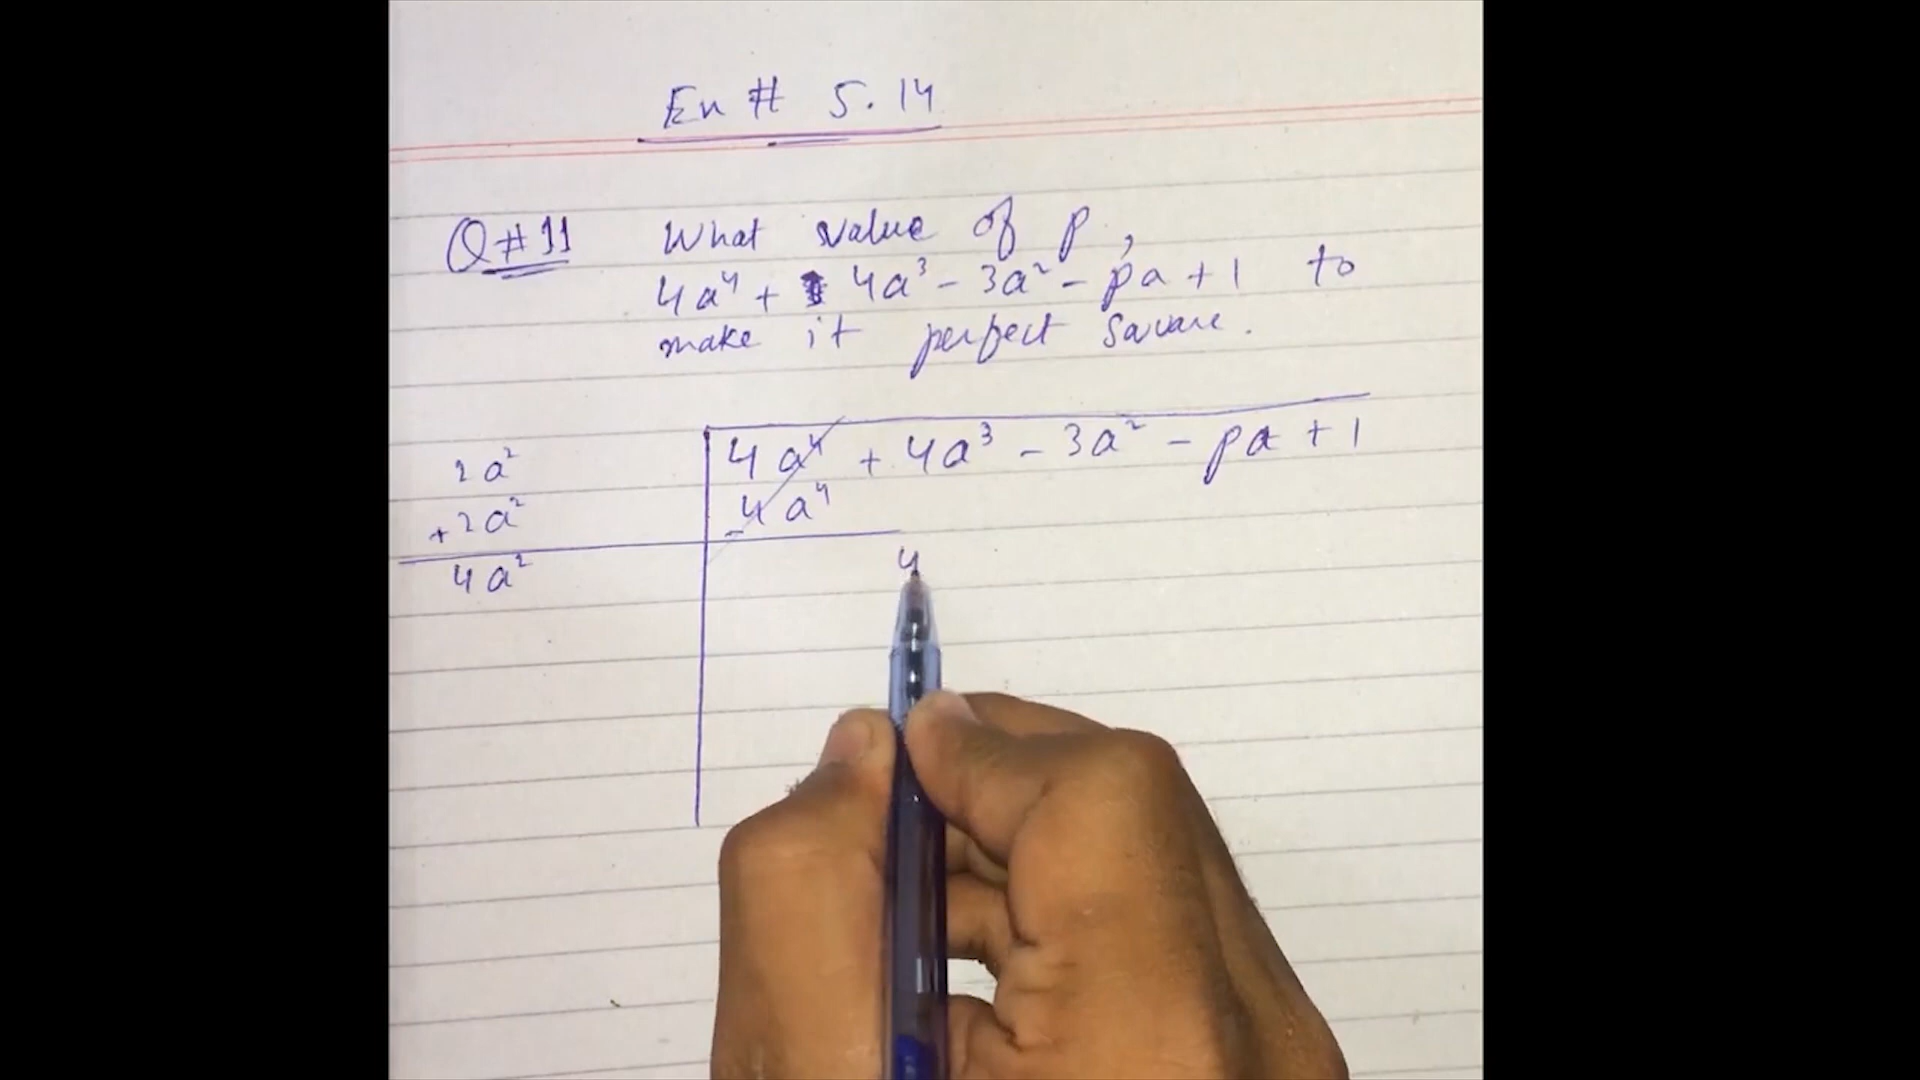 Ex # 5.14
Q#11 What value of p,
4a⁴ + 4a³ - 3a² - pa + 1 to
make it perfect Square.
2a² 4a⁴ + 4a³ - 3a² - pa + 1
+2a² -4a⁴
4a² 4